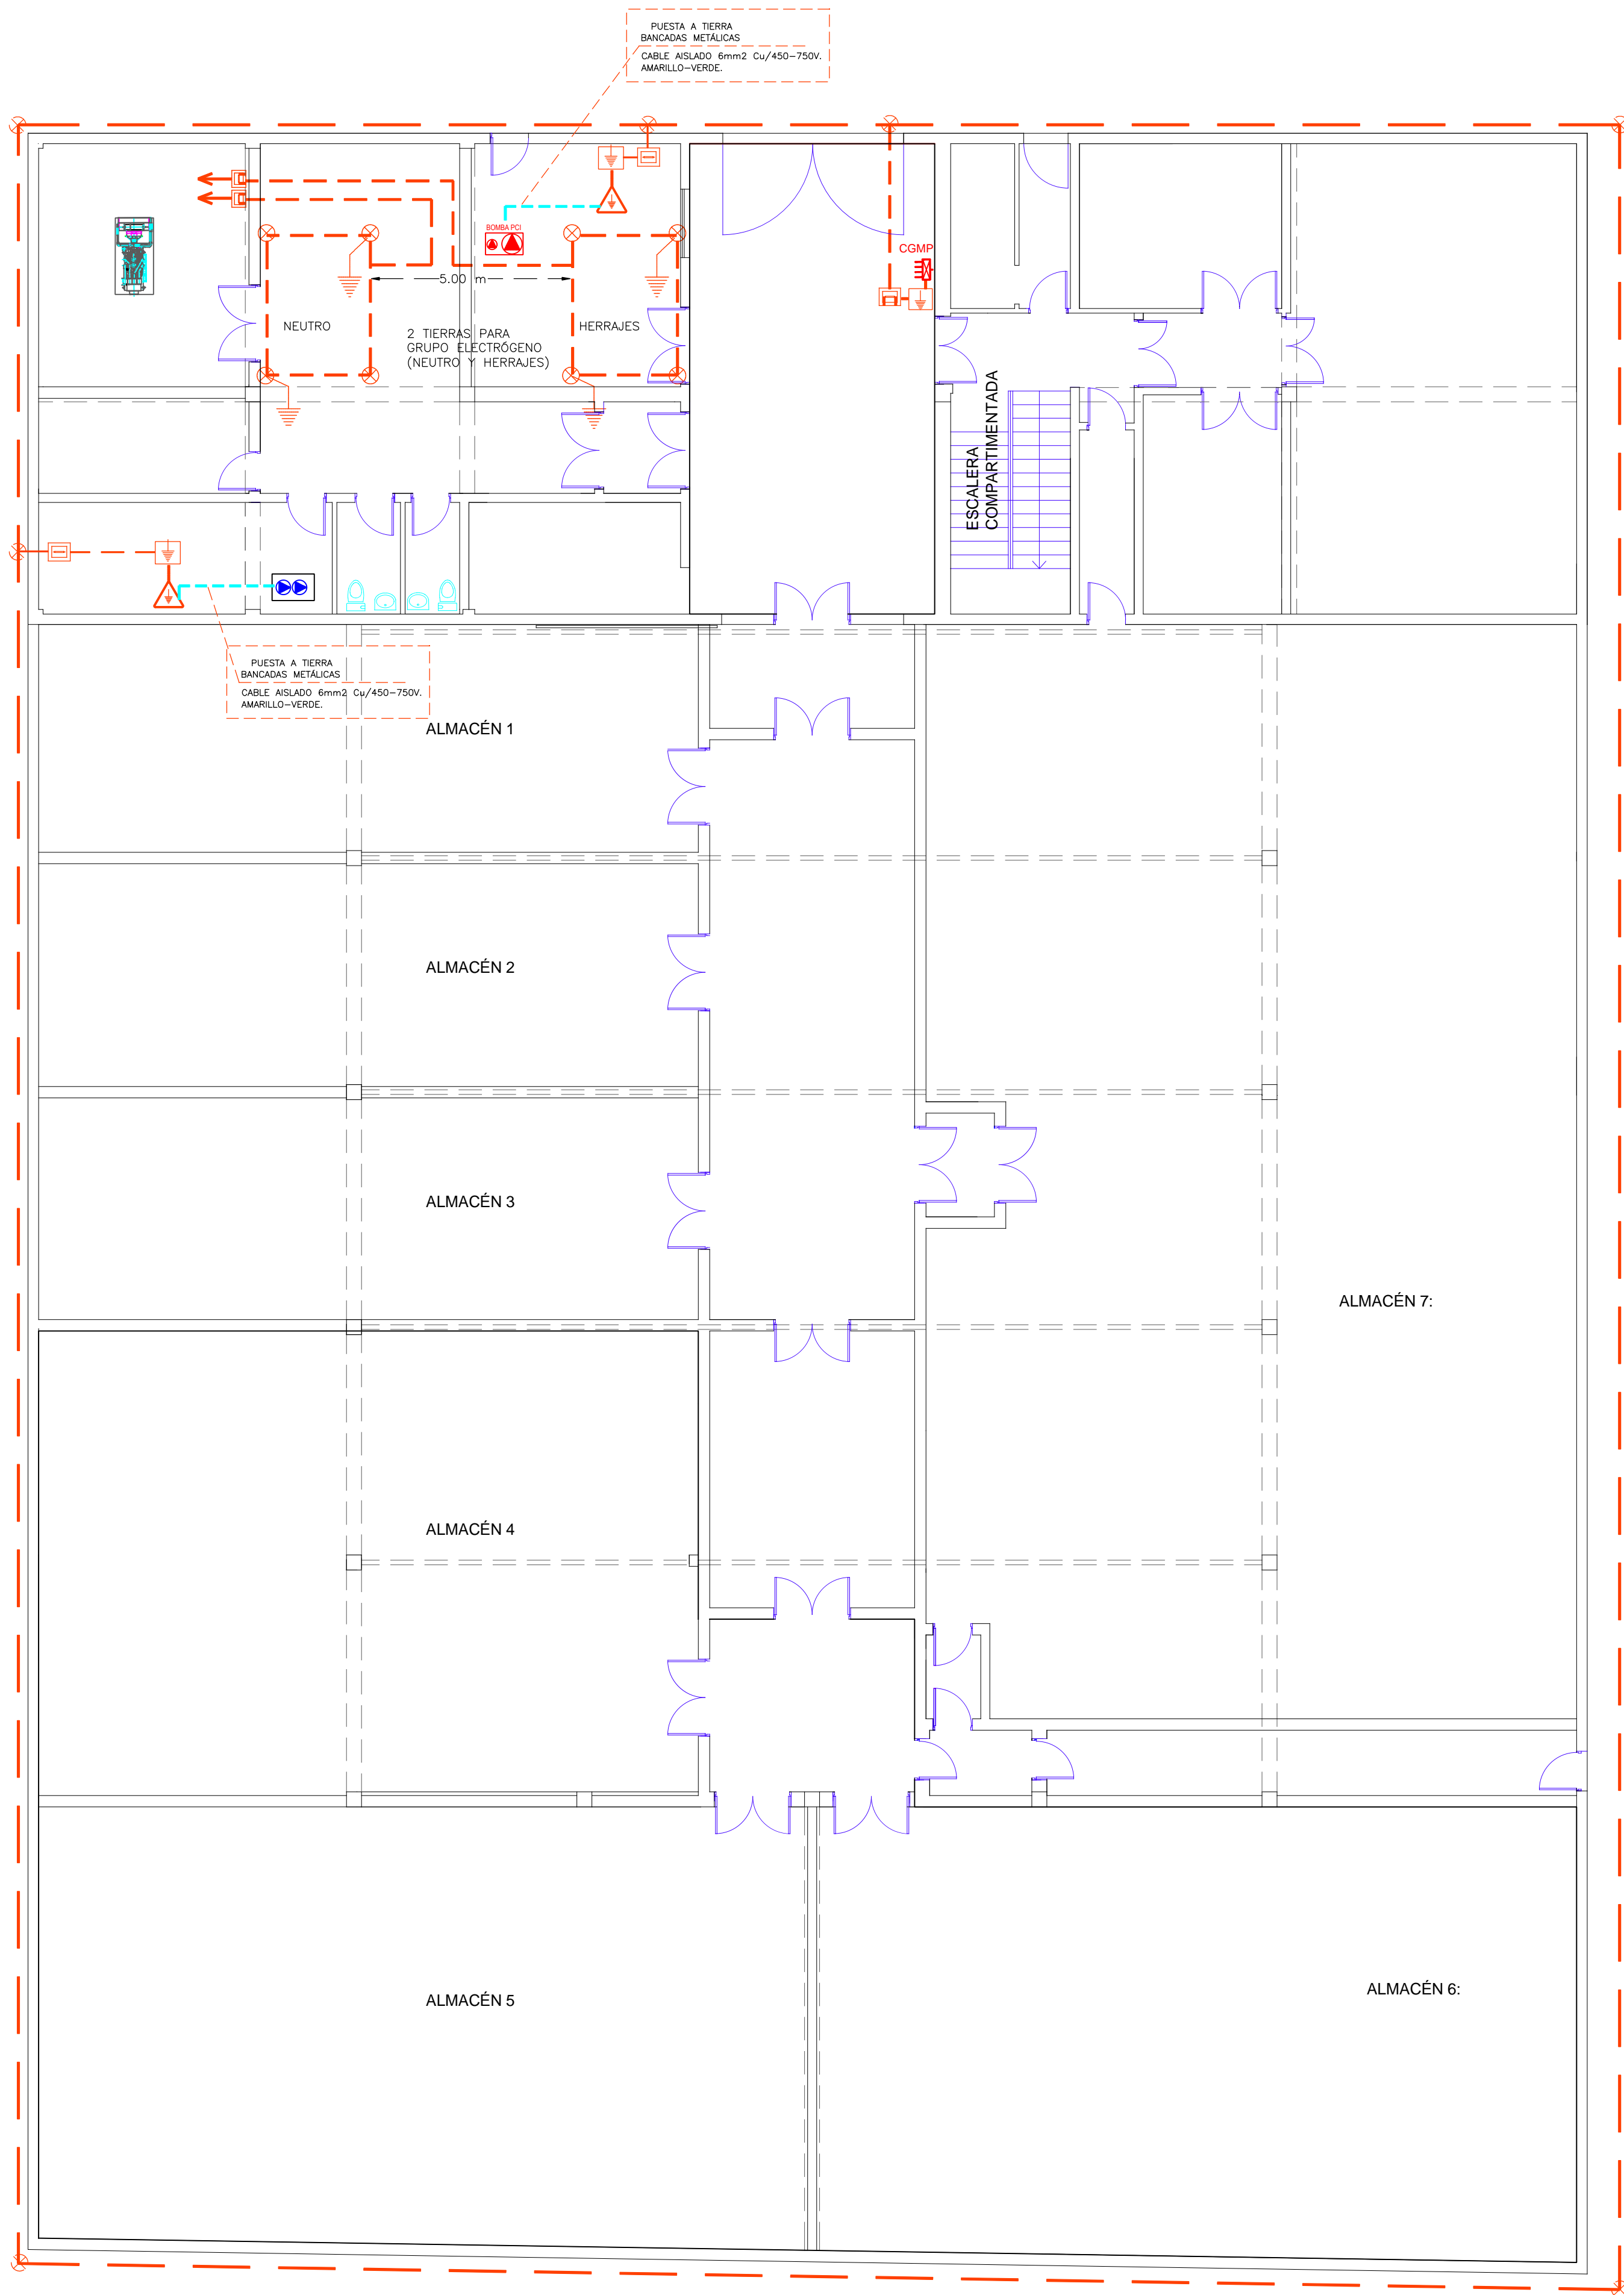 PUESTA A TIERRA
BANCADAS METÁLICAS
CABLE AISLADO 6mm2 Cu/450-750V.
AMARILLO-VERDE.
BOMBA PCI
CGMP
5.00 m
NEUTRO
HERRAJES
2 TIERRAS PARA
GRUPO ELECTRÓGENO
(NEUTRO Y HERRAJES)
ESCALERA
COMPARTIMENTADA
PUESTA A TIERRA
BANCADAS METÁLICAS
CABLE AISLADO 6mm2 Cu/450-750V.
AMARILLO-VERDE.
ALMACÉN 1
ALMACÉN 2
ALMACÉN 3
ALMACÉN 7:
ALMACÉN 4
ALMACÉN 5
ALMACÉN 6: